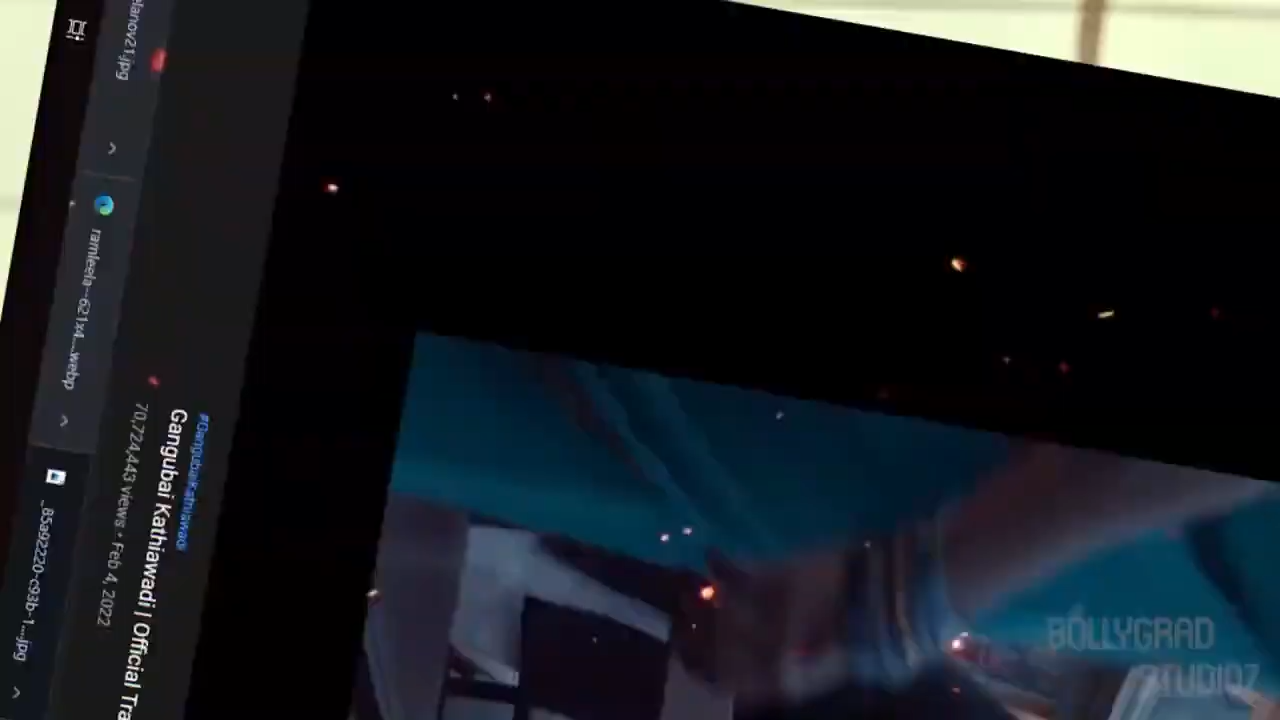 #GangubaiKathiawadi
Gangubai Kathiawadi | Official Tra
70,724,443 views • Feb 4, 2022
elanov21.jpg
ramleela--621x4....webp
_85a92220-c93b-1....jpg
BOLLYGRAD
STUDIOZ